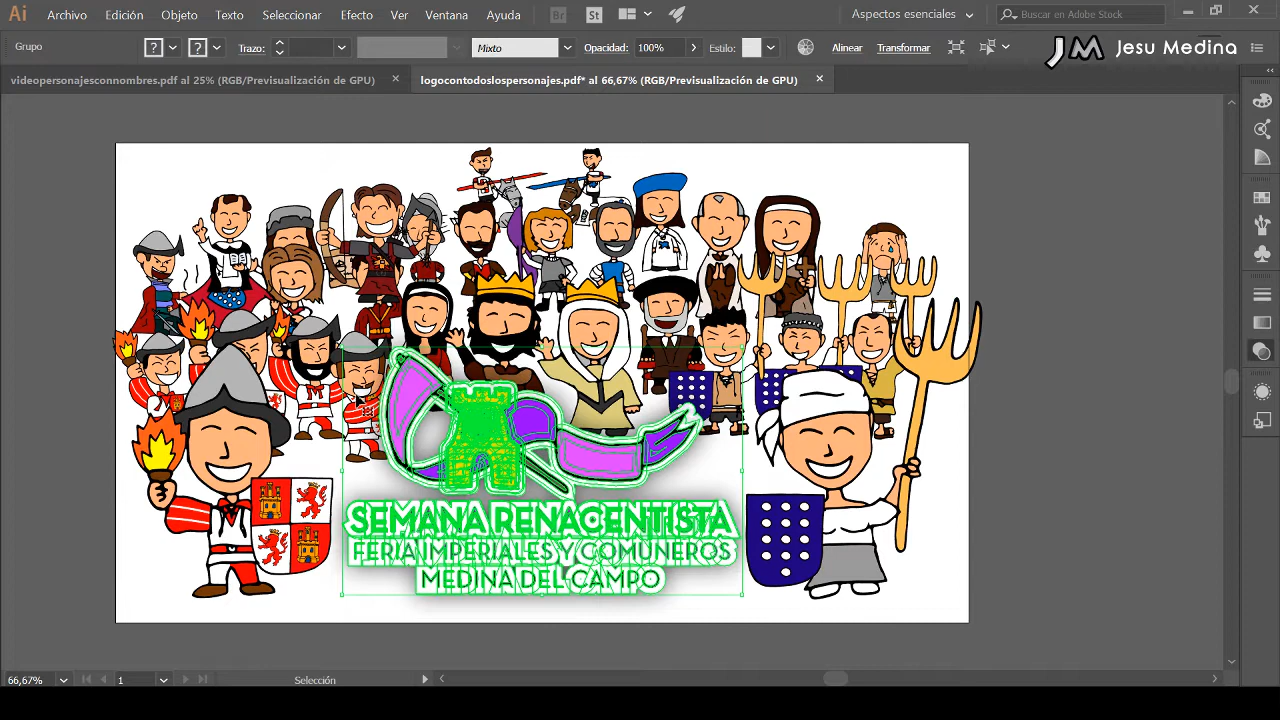 Ai Archivo Edición Objeto Texto Seleccionar Efecto Ver Ventana Ayuda Br St Aspectos esenciales Buscar en Adobe Stock
Grupo ? ? Trazo: Mixto Opacidad: 100% Estilo: Alinear Transformar JM Jesu Medina
videopersonajesconnombres.pdf al 25% (RGB/Previsualización de GPU) × logocontodoslospersonajes.pdf* al 66,67% (RGB/Previsualización de GPU) ×
SEMANA RENACENTISTA
FERIA IMPERIALES Y COMUNEROS
MEDINA DEL CAMPO
66,67% 1 Selección